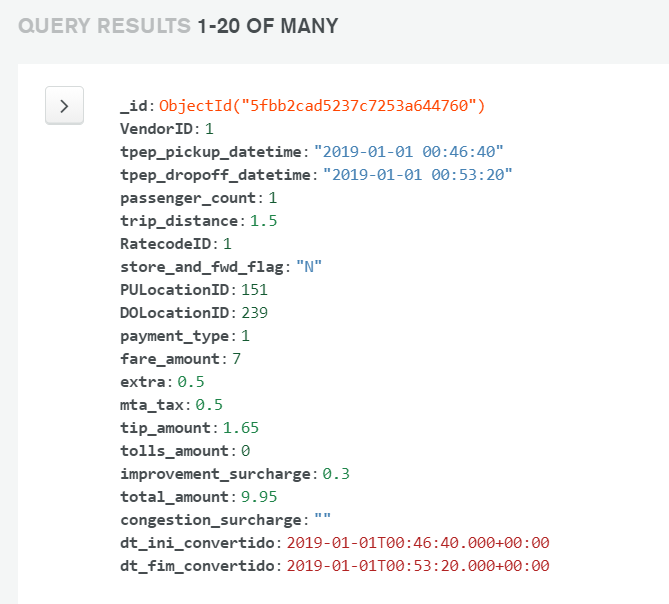 QUERY RESULTS 1-20 OF MANY
_id: ObjectId("5fbb2cad5237c7253a644760")
VendorID: 1
tpep_pickup_datetime: "2019-01-01 00:46:40"
tpep_dropoff_datetime: "2019-01-01 00:53:20"
passenger_count: 1
trip_distance: 1.5
RatecodeID: 1
store_and_fwd_flag: "N"
PULocationID: 151
DOLocationID: 239
payment_type: 1
fare_amount: 7
extra: 0.5
mta_tax: 0.5
tip_amount: 1.65
tolls_amount: 0
improvement_surcharge: 0.3
total_amount: 9.95
congestion_surcharge: ""
dt_ini_convertido: 2019-01-01T00:46:40.000+00:00
dt_fim_convertido: 2019-01-01T00:53:20.000+00:00